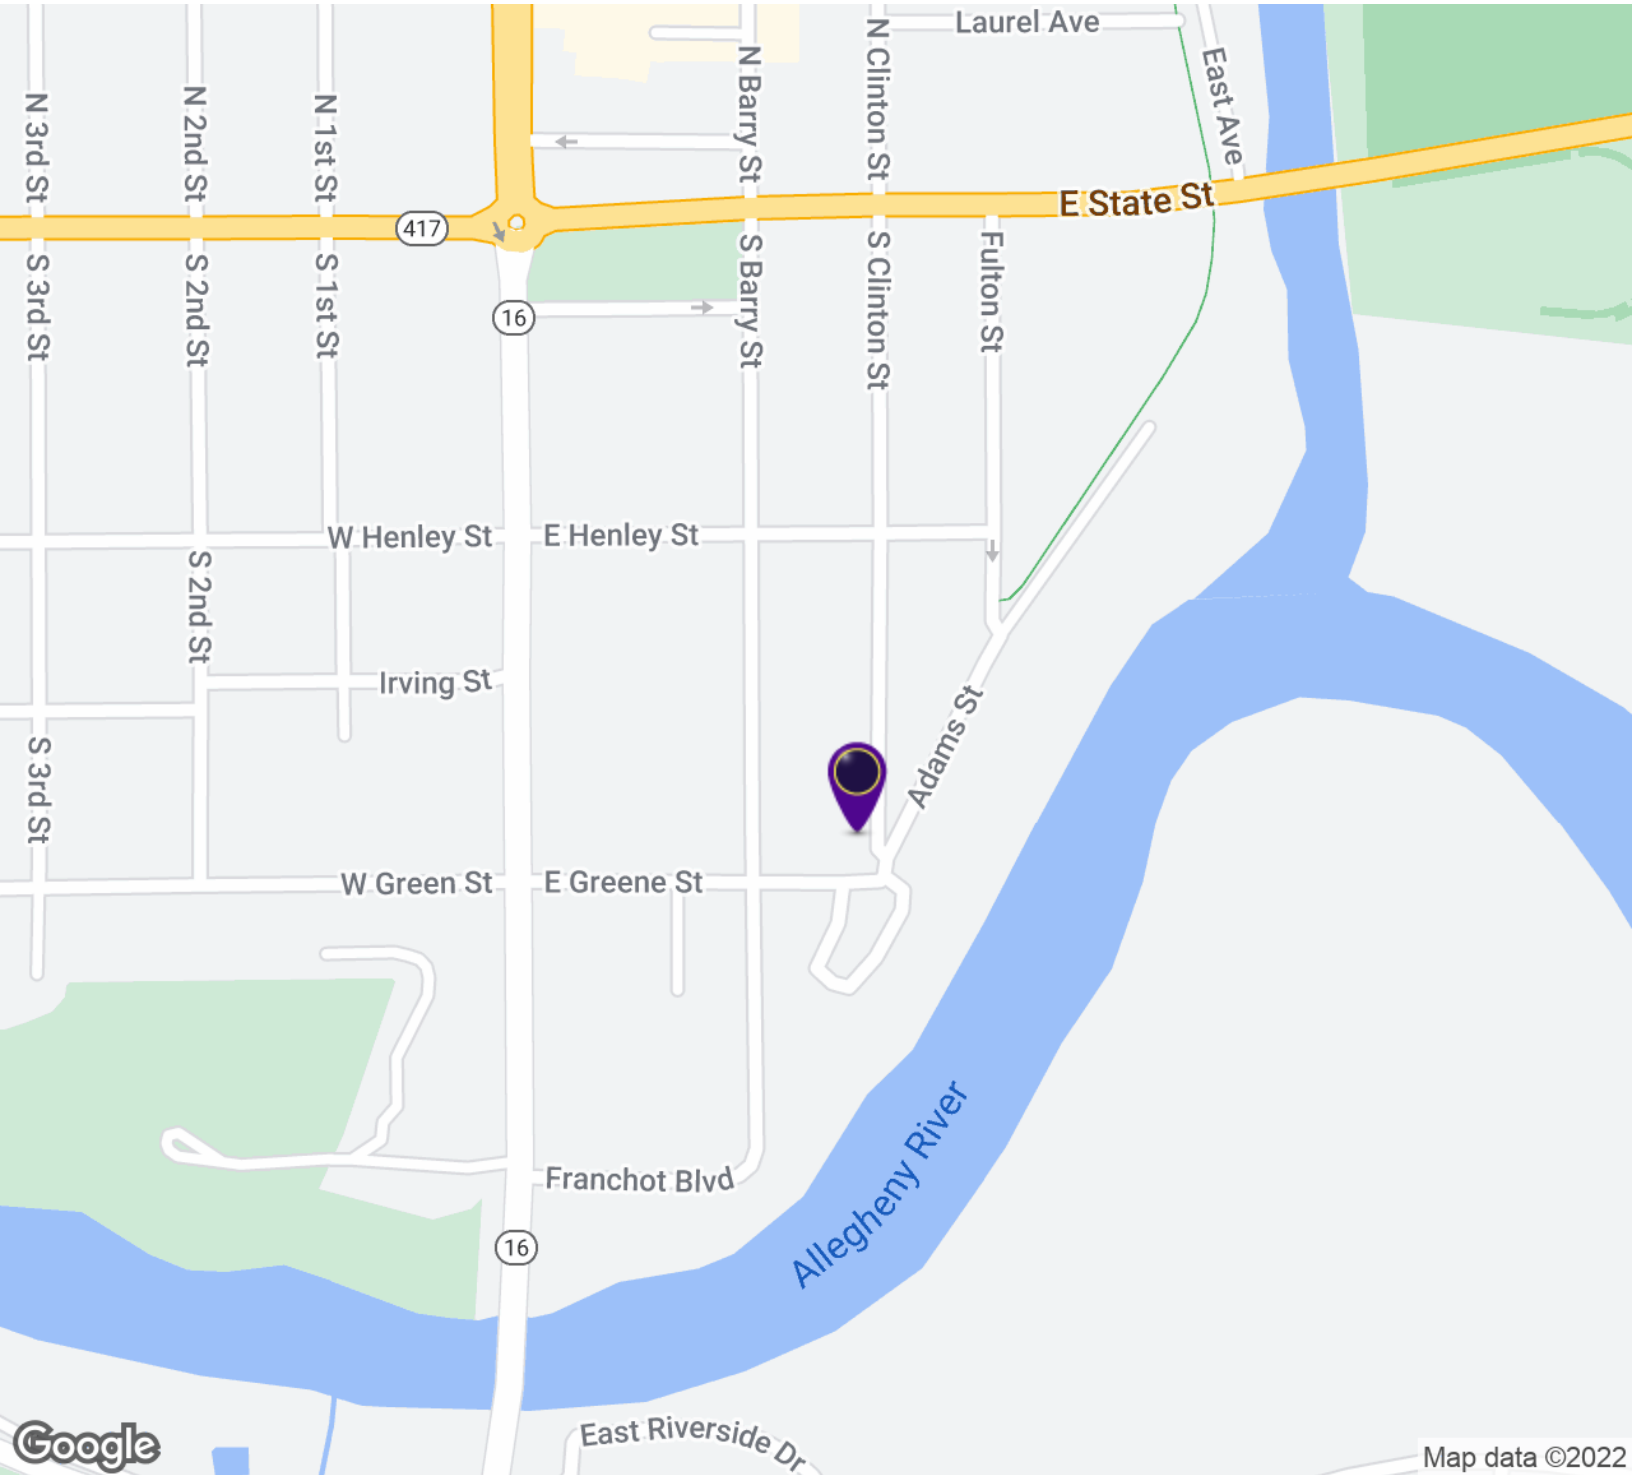 Laurel Ave
N Clinton St
N Barry St
East Ave
N 3rd St
N 2nd St
N 1st St
E State St
417
S 3rd St
S 2nd St
S 1st St
S Barry St
S Clinton St
Fulton St
16
W Henley St
E Henley St
S 2nd St
Irving St
Adams St
S 3rd St
W Green St
E Greene St
Franchot Blvd
Allegheny River
16
East Riverside Dr
Google
Map data ©2022